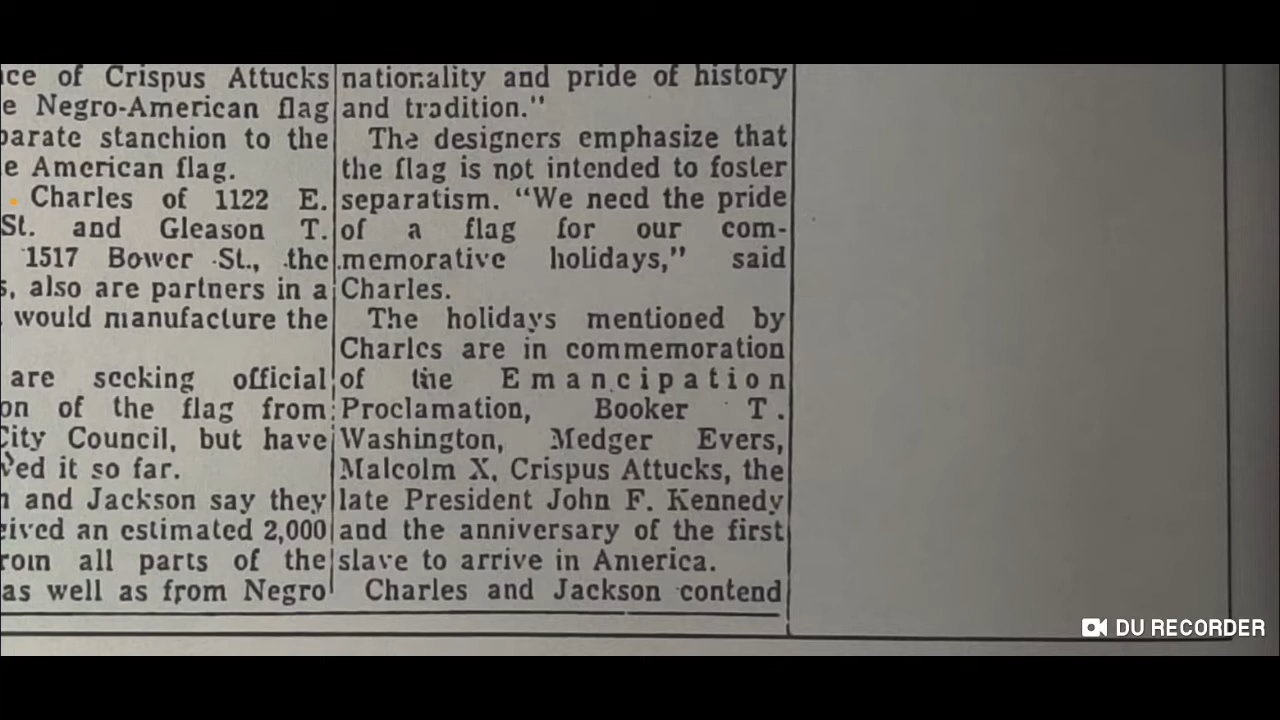 ce of Crispus Attucks
e Negro-American flag
parate stanchion to the
e American flag.
Charles of 1122 E.
St. and Gleason T.
1517 Bower St., the
s, also are partners in a
would manufacture the
are seeking official
on of the flag from
City Council, but have
ved it so far.
n and Jackson say they
eived an estimated 2,000
rom all parts of the
as well as from Negro
nationality and pride of history
and tradition."
The designers emphasize that
the flag is not intended to foster
separatism. "We need the pride
of a flag for our com-
memorative holidays," said
Charles.
The holidays mentioned by
Charles are in commemoration
of the Emancipation
Proclamation, Booker T.
Washington, Medger Evers,
Malcolm X, Crispus Attucks, the
late President John F. Kennedy
and the anniversary of the first
slave to arrive in America.
Charles and Jackson contend
DU RECORDER